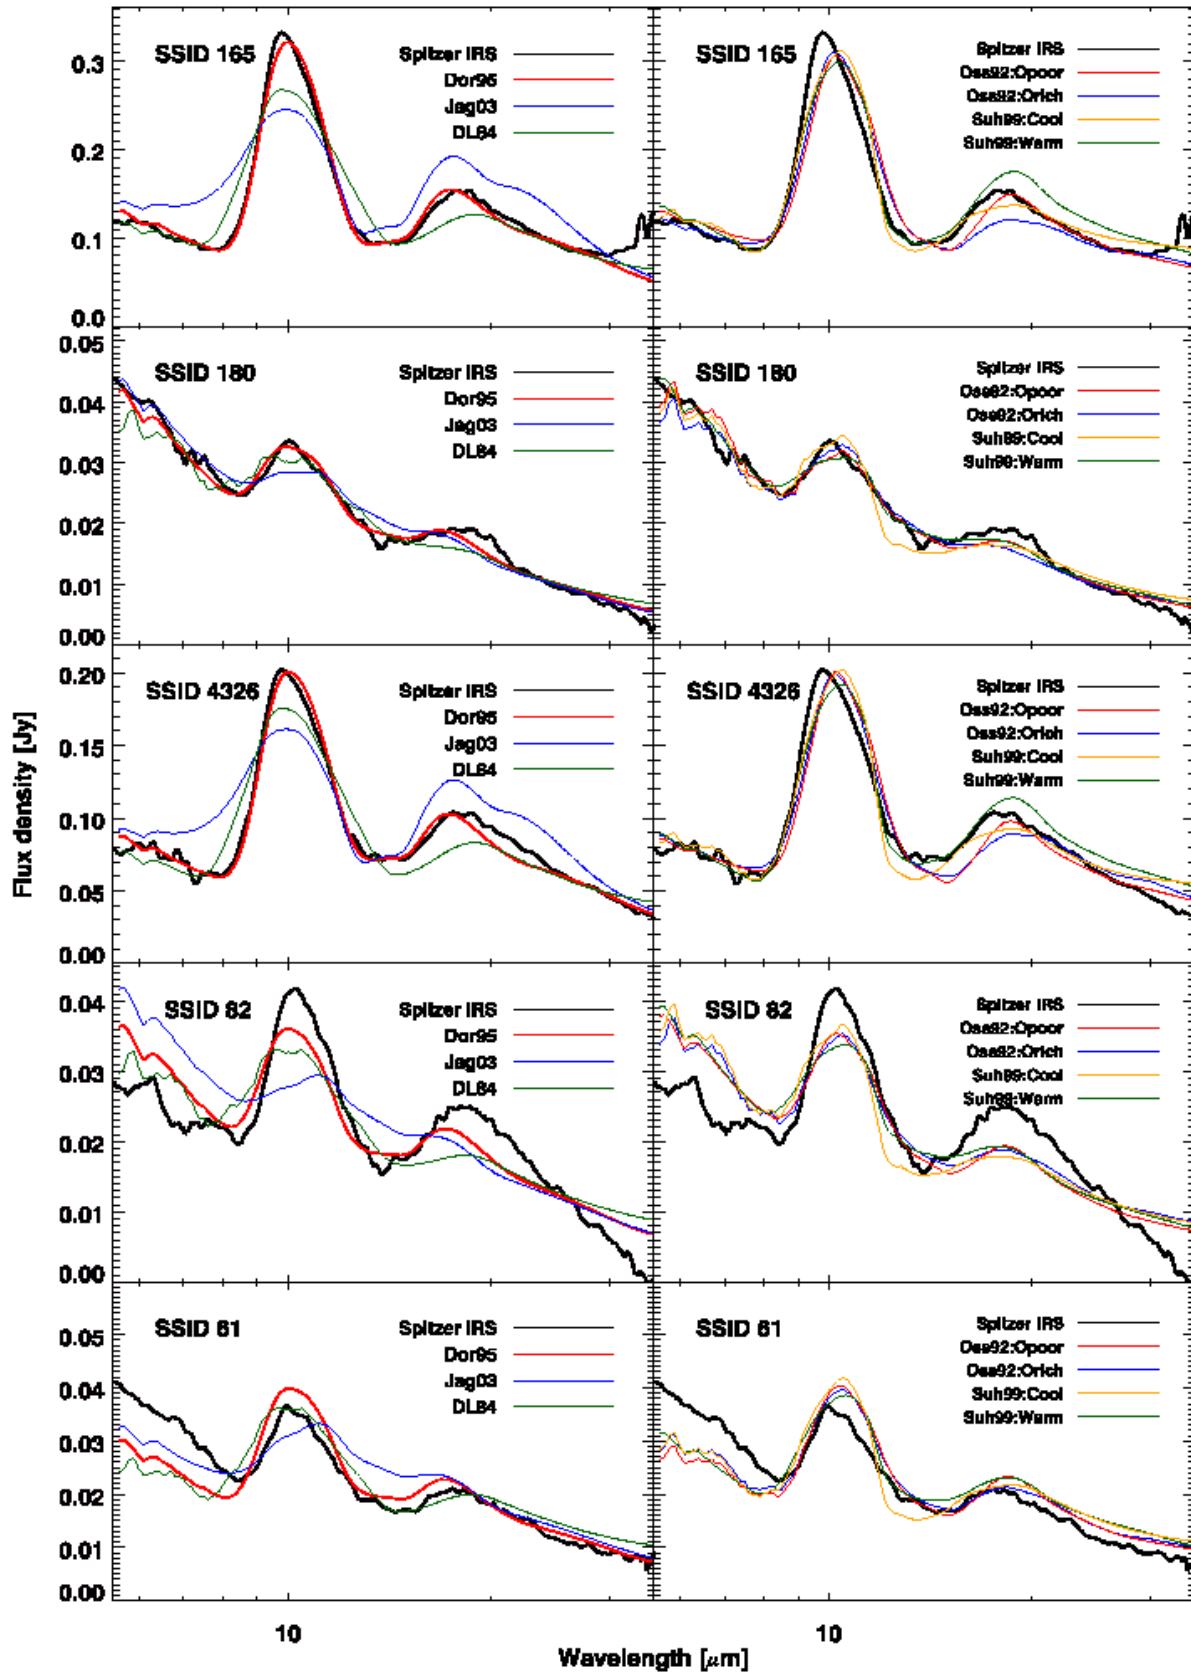 SSID 165
Spitzer IRS
Dor95
Jag03
DL84
0.3
0.2
0.1
0.0
SSID 165
Spitzer IRS
Oss92:Opoor
Oss92:Orich
Suh99:Cool
Suh99:Warm
SSID 180
Spitzer IRS
Dor95
Jag03
DL84
0.05
0.04
0.03
0.02
0.01
0.00
SSID 180
Spitzer IRS
Oss92:Opoor
Oss92:Orich
Suh99:Cool
Suh99:Warm
SSID 4326
Spitzer IRS
Dor95
Jag03
DL84
0.20
0.15
0.10
0.05
0.00
SSID 4326
Spitzer IRS
Oss92:Opoor
Oss92:Orich
Suh99:Cool
Suh99:Warm
Flux density [Jy]
SSID 82
Spitzer IRS
Dor95
Jag03
DL84
0.04
0.03
0.02
0.01
0.00
SSID 82
Spitzer IRS
Oss92:Opoor
Oss92:Orich
Suh99:Cool
Suh99:Warm
SSID 61
Spitzer IRS
Dor95
Jag03
DL84
0.05
0.04
0.03
0.02
0.01
0.00
SSID 61
Spitzer IRS
Oss92:Opoor
Oss92:Orich
Suh99:Cool
Suh99:Warm
10
10
Wavelength [μm]